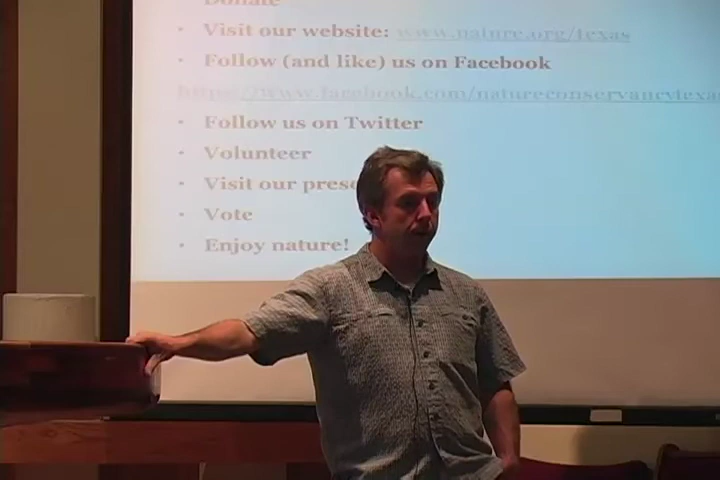 Donate
• Visit our website: www.nature.org/texas
• Follow (and like) us on Facebook
https://www.facebook.com/natureconservancytexas
• Follow us on Twitter
• Volunteer
• Visit our pres
• Vote
• Enjoy nature!